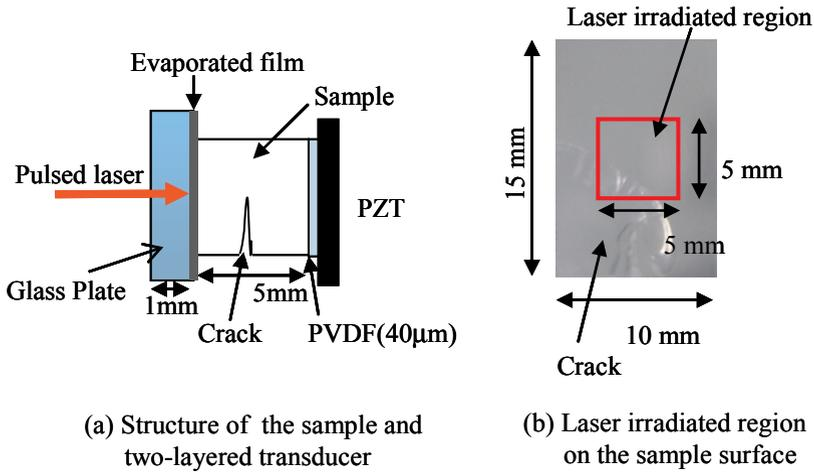 Evaporated film
Sample
Pulsed laser
PZT
Glass Plate
1mm
5mm
Crack
PVDF(40μm)
(a) Structure of the sample and
two-layered transducer
Laser irradiated region
15 mm
5 mm
5 mm
10 mm
Crack
(b) Laser irradiated region
on the sample surface